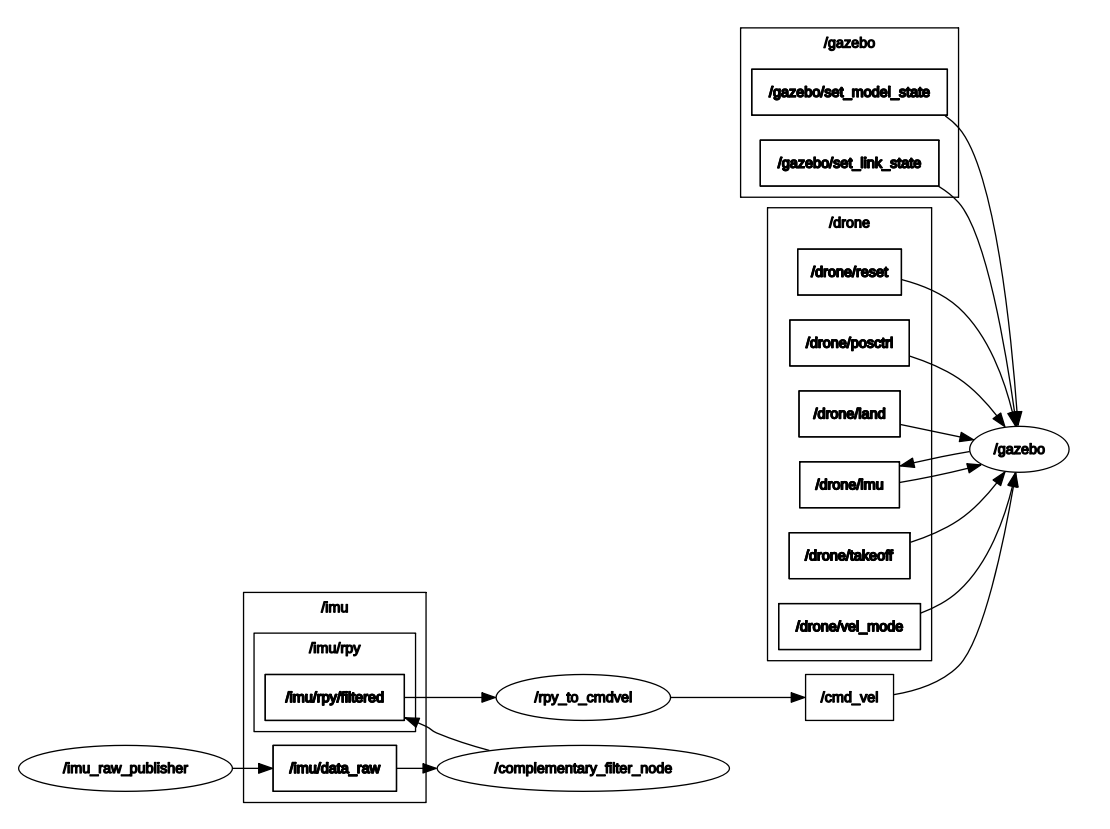 /gazebo
/gazebo/set_model_state
/gazebo/set_link_state
/drone
/drone/reset
/drone/posctrl
/drone/land
/gazebo
/drone/imu
/drone/takeoff
/drone/vel_mode
/imu
/imu/rpy
/imu/rpy/filtered
/rpy_to_cmdvel
/cmd_vel
/imu_raw_publisher
/imu/data_raw
/complementary_filter_node